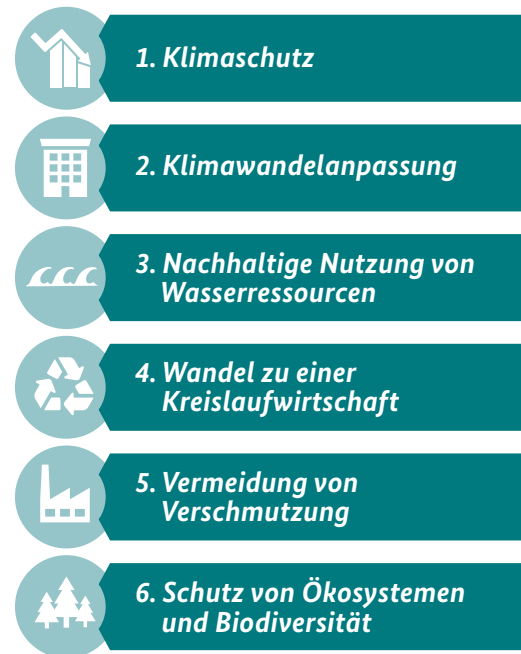 1. Klimaschutz
2. Klimawandelanpassung
3. Nachhaltige Nutzung von
Wasserressourcen
4. Wandel zu einer
Kreislaufwirtschaft
5. Vermeidung von
Verschmutzung
6. Schutz von Ökosystemen
und Biodiversität